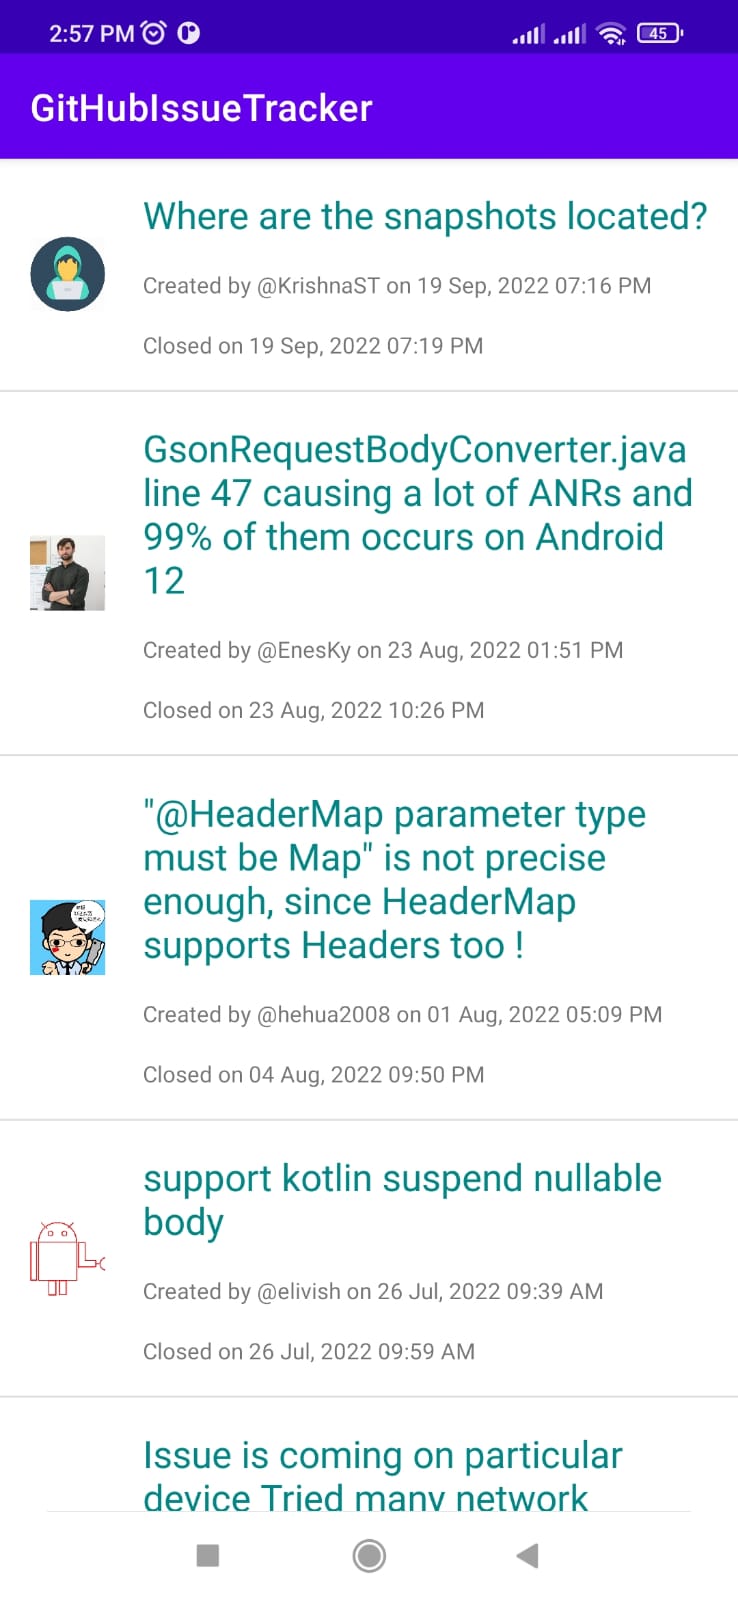 2:57 PM
45
GitHubIssueTracker
Where are the snapshots located?
Created by @KrishnaST on 19 Sep, 2022 07:16 PM
Closed on 19 Sep, 2022 07:19 PM
GsonRequestBodyConverter.java
line 47 causing a lot of ANRs and
99% of them occurs on Android
12
Created by @EnesKy on 23 Aug, 2022 01:51 PM
Closed on 23 Aug, 2022 10:26 PM
"@HeaderMap parameter type
must be Map" is not precise
enough, since HeaderMap
supports Headers too !
Created by @hehua2008 on 01 Aug, 2022 05:09 PM
Closed on 04 Aug, 2022 09:50 PM
support kotlin suspend nullable
body
Created by @elivish on 26 Jul, 2022 09:39 AM
Closed on 26 Jul, 2022 09:59 AM
Issue is coming on particular
device Tried many network